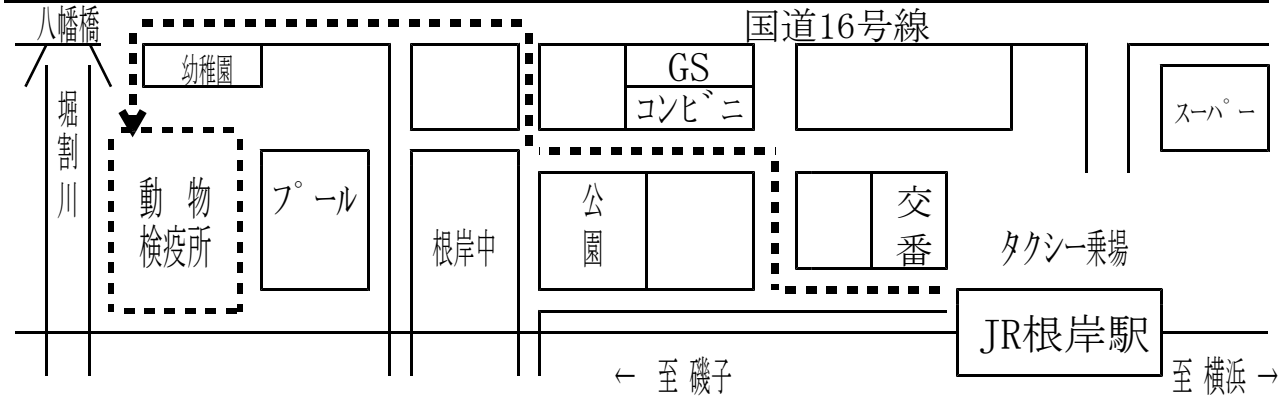 八幡橋
国道16号線
幼稚園
GS
コンビニ
スーパー
堀割川
動物
検疫所
プール
根岸中
公園
交番
タクシー乗場
JR根岸駅
← 至 磯子
至 横浜 →